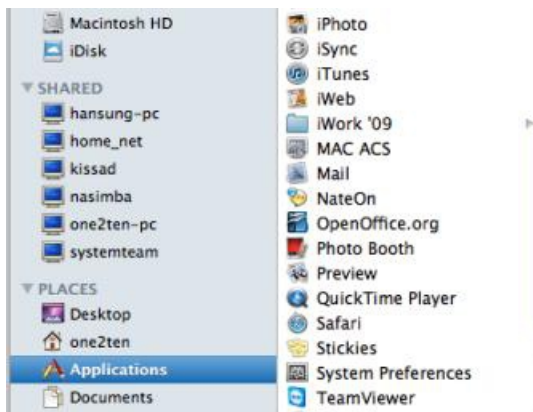 Macintosh HD
iDisk
SHARED
hansung-pc
home_net
kissad
nasimba
one2ten-pc
systemteam
PLACES
Desktop
one2ten
Applications
Documents
iPhoto
iSync
iTunes
iWeb
iWork '09
MAC ACS
Mail
NateOn
OpenOffice.org
Photo Booth
Preview
QuickTime Player
Safari
Stickies
System Preferences
TeamViewer